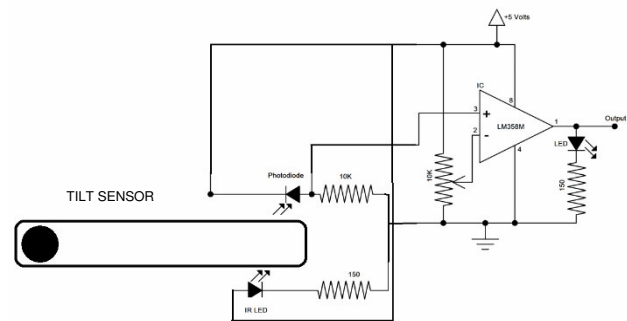 +5 Volts
IC
8
3
+
LM358M
1
Output
2
-
4
LED
Photodiode
10K
10K
150
TILT SENSOR
150
IR LED